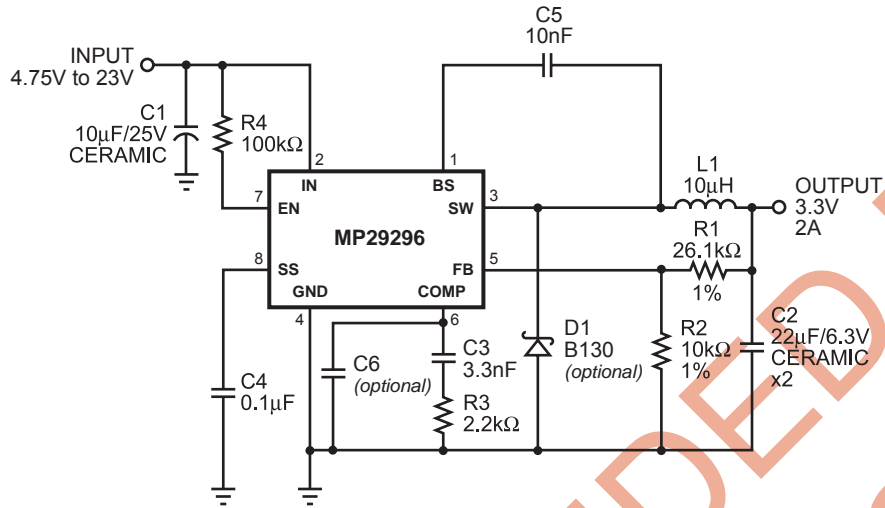 C5
10nF
INPUT
4.75V to 23V
C1
10µF/25V
CERAMIC
R4
100kΩ
2
1
IN
BS
L1
10µH
OUTPUT
3.3V
2A
7
EN
SW
3
MP29296
R1
26.1kΩ
1%
8
SS
FB
5
GND
COMP
4
6
C2
22µF/6.3V
CERAMIC
x2
D1
B130
(optional)
R2
10kΩ
1%
C3
3.3nF
C6
(optional)
C4
0.1µF
R3
2.2kΩ